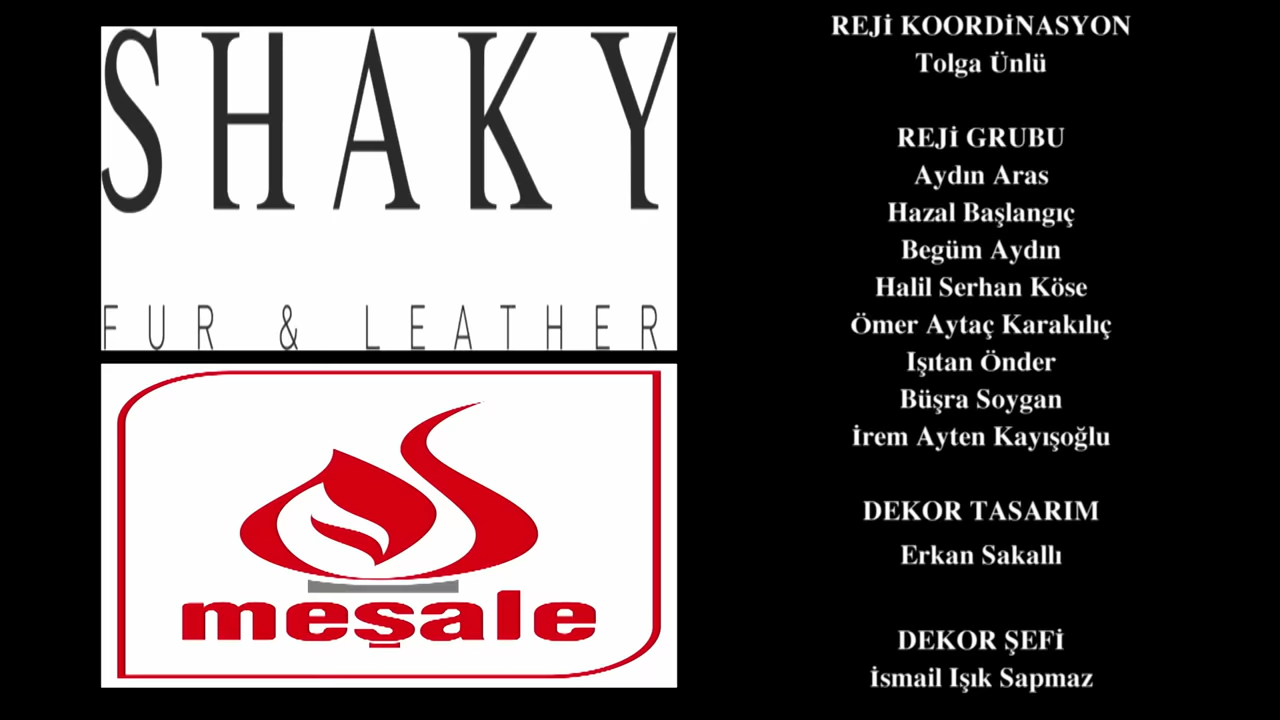 SHAKY
FUR & LEATHER
meşale
REJİ KOORDİNASYON
Tolga Ünlü
REJİ GRUBU
Aydın Aras
Hazal Başlangıç
Begüm Aydın
Halil Serhan Köse
Ömer Aytaç Karakılıç
Işıtan Önder
Büşra Soygan
İrem Ayten Kayışoğlu
DEKOR TASARIM
Erkan Sakallı
DEKOR ŞEFİ
İsmail Işık Sapmaz